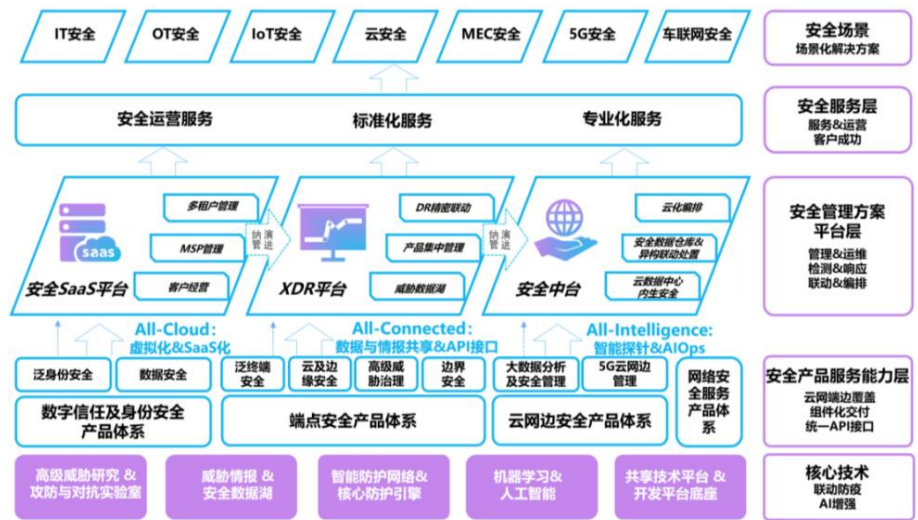 IT安全
OT安全
IoT安全
云安全
MEC安全
5G安全
车联网安全
安全场景
场景化解决方案
安全运营服务
标准化服务
专业化服务
安全服务层
服务&运营
客户成功
多租户管理
MSP管理
客户经营
saas
安全SaaS平台
纳管
演进
DR精密联动
产品集中管理
威胁数据湖
XDR平台
纳管
演进
云化编排
安全数据仓库&
异构联动处置
云数据中心
内生安全
安全中台
安全管理方案
平台层
管理&运维
检测&响应
联动&编排
All-Cloud:
虚拟化&SaaS化
All-Connected:
数据与情报共享&API接口
All-Intelligence:
智能探针&AIOps
泛身份安全
数据安全
数字信任及身份安全
产品体系
泛终端
安全
云及边
缘安全
高级威
胁治理
边界
安全
端点安全产品体系
大数据分析
及安全管理
5G云网边
管理
云网边安全产品体系
网络安
全服务
产品体
系
安全产品服务能力层
云网端边覆盖
组件化交付
统一API接口
高级威胁研究 &
攻防与对抗实验室
威胁情报 &
安全数据湖
智能防护网络&
核心防护引擎
机器学习&
人工智能
共享技术平台 &
开发平台底座
核心技术
联动防疫
AI增强